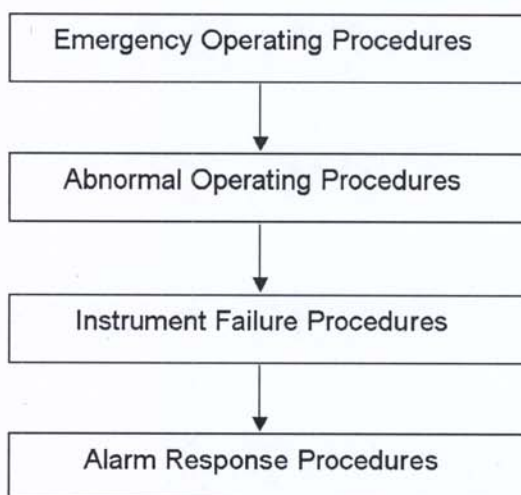 Emergency Operating Procedures
Abnormal Operating Procedures
Instrument Failure Procedures
Alarm Response Procedures